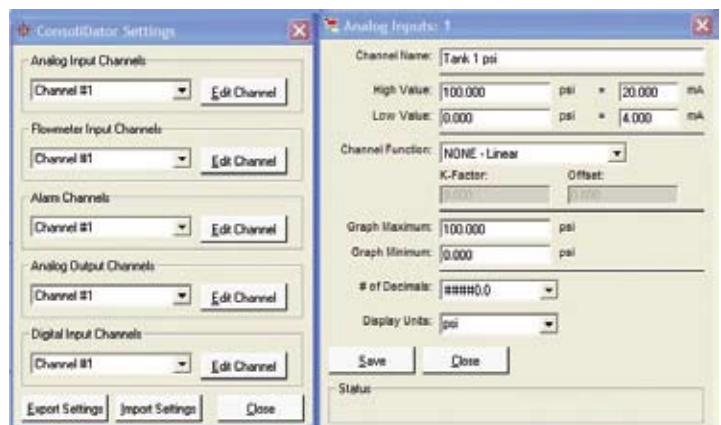 ConsoliDator Settings
Analog Input Channels
Channel #1
Edit Channel
Flowmeter Input Channels
Channel #1
Edit Channel
Alarm Channels
Channel #1
Edit Channel
Analog Output Channels
Channel #1
Edit Channel
Digital Input Channels
Channel #1
Edit Channel
Export Settings Import Settings Close
Analog Inputs: 1
Channel Name: Tank 1 psi
High Value: 100.000 psi = 20.000 mA
Low Value: 0.000 psi = 4.000 mA
Channel Function: NONE - Linear
K-Factor: Offset:
Graph Maximum: 100.000 psi
Graph Minimum: 0.000 psi
# of Decimals: ####0.0
Display Units: psi
Save Close
Status